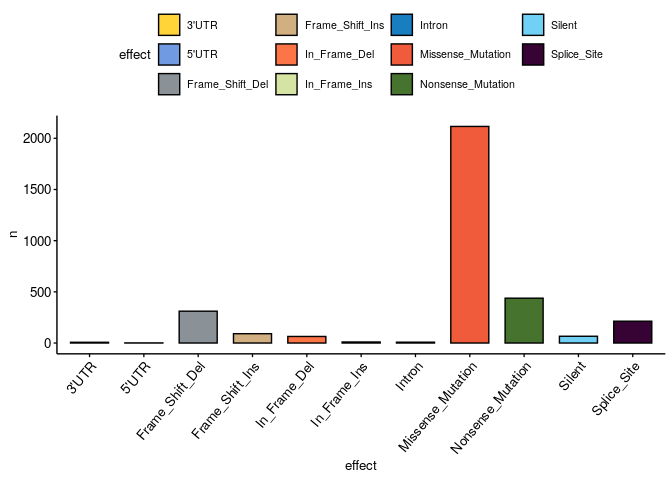 3'UTR Frame_Shift_Ins Intron Silent
effect 5'UTR In_Frame_Del Missense_Mutation Splice_Site
Frame_Shift_Del In_Frame_Ins Nonsense_Mutation
2000
1500
1000
500
0
n
3'UTR
5'UTR
Frame_Shift_Del
Frame_Shift_Ins
In_Frame_Del
In_Frame_Ins
Intron
Missense_Mutation
Nonsense_Mutation
Silent
Splice_Site
effect